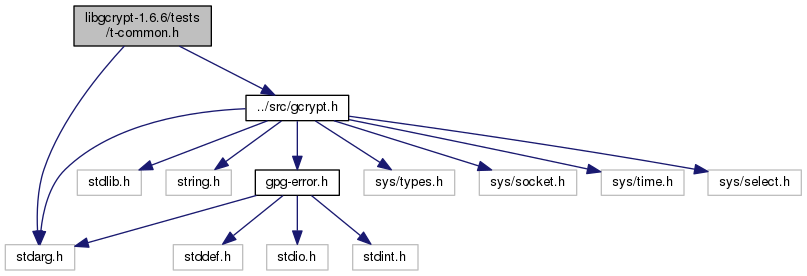 libgcrypt-1.6.6/tests
/t-common.h
../src/gcrypt.h
stdlib.h
string.h
gpg-error.h
sys/types.h
sys/socket.h
sys/time.h
sys/select.h
stdarg.h
stddef.h
stdio.h
stdint.h